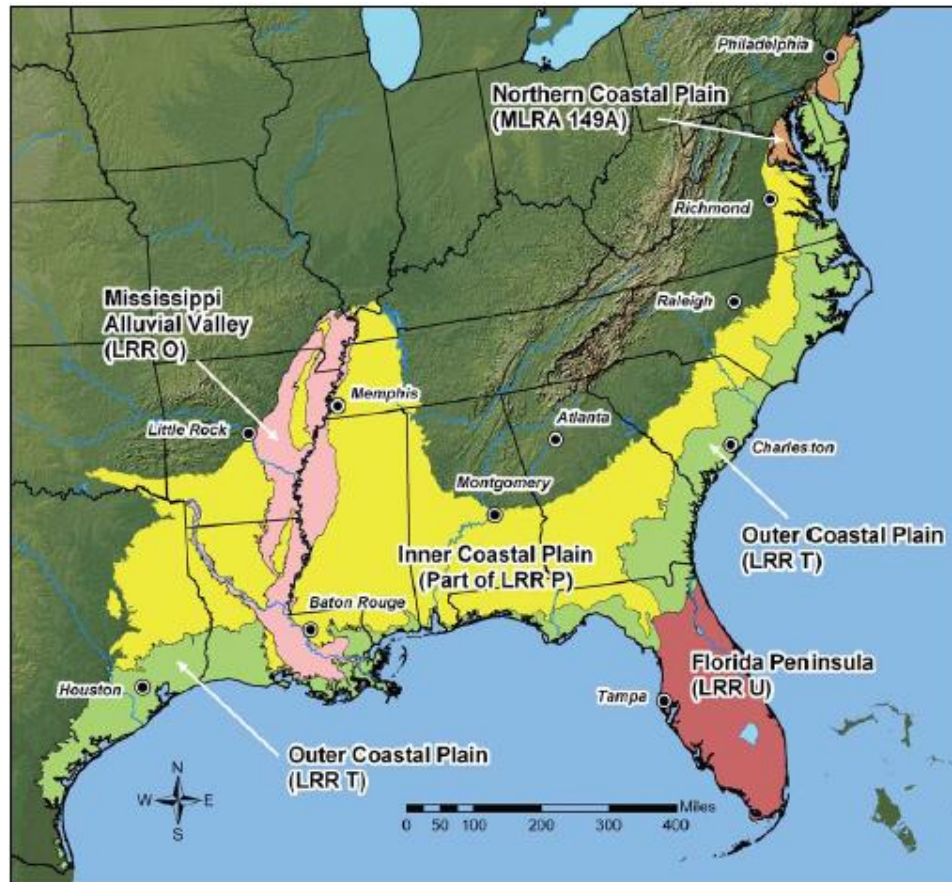 Philadelphia
Northern Coastal Plain
(MLRA 149A)
Richmond
Raleigh
Mississippi
Alluvial Valley
(LRR O)
Memphis
Little Rock
Atlanta
Charleston
Montgomery
Outer Coastal Plain
(LRR T)
Inner Coastal Plain
(Part of LRR P)
Baton Rouge
Florida Peninsula
(LRR U)
Houston
Tampa
Outer Coastal Plain
(LRR T)
N
W E
S
Miles
0 50 100 200 300 400